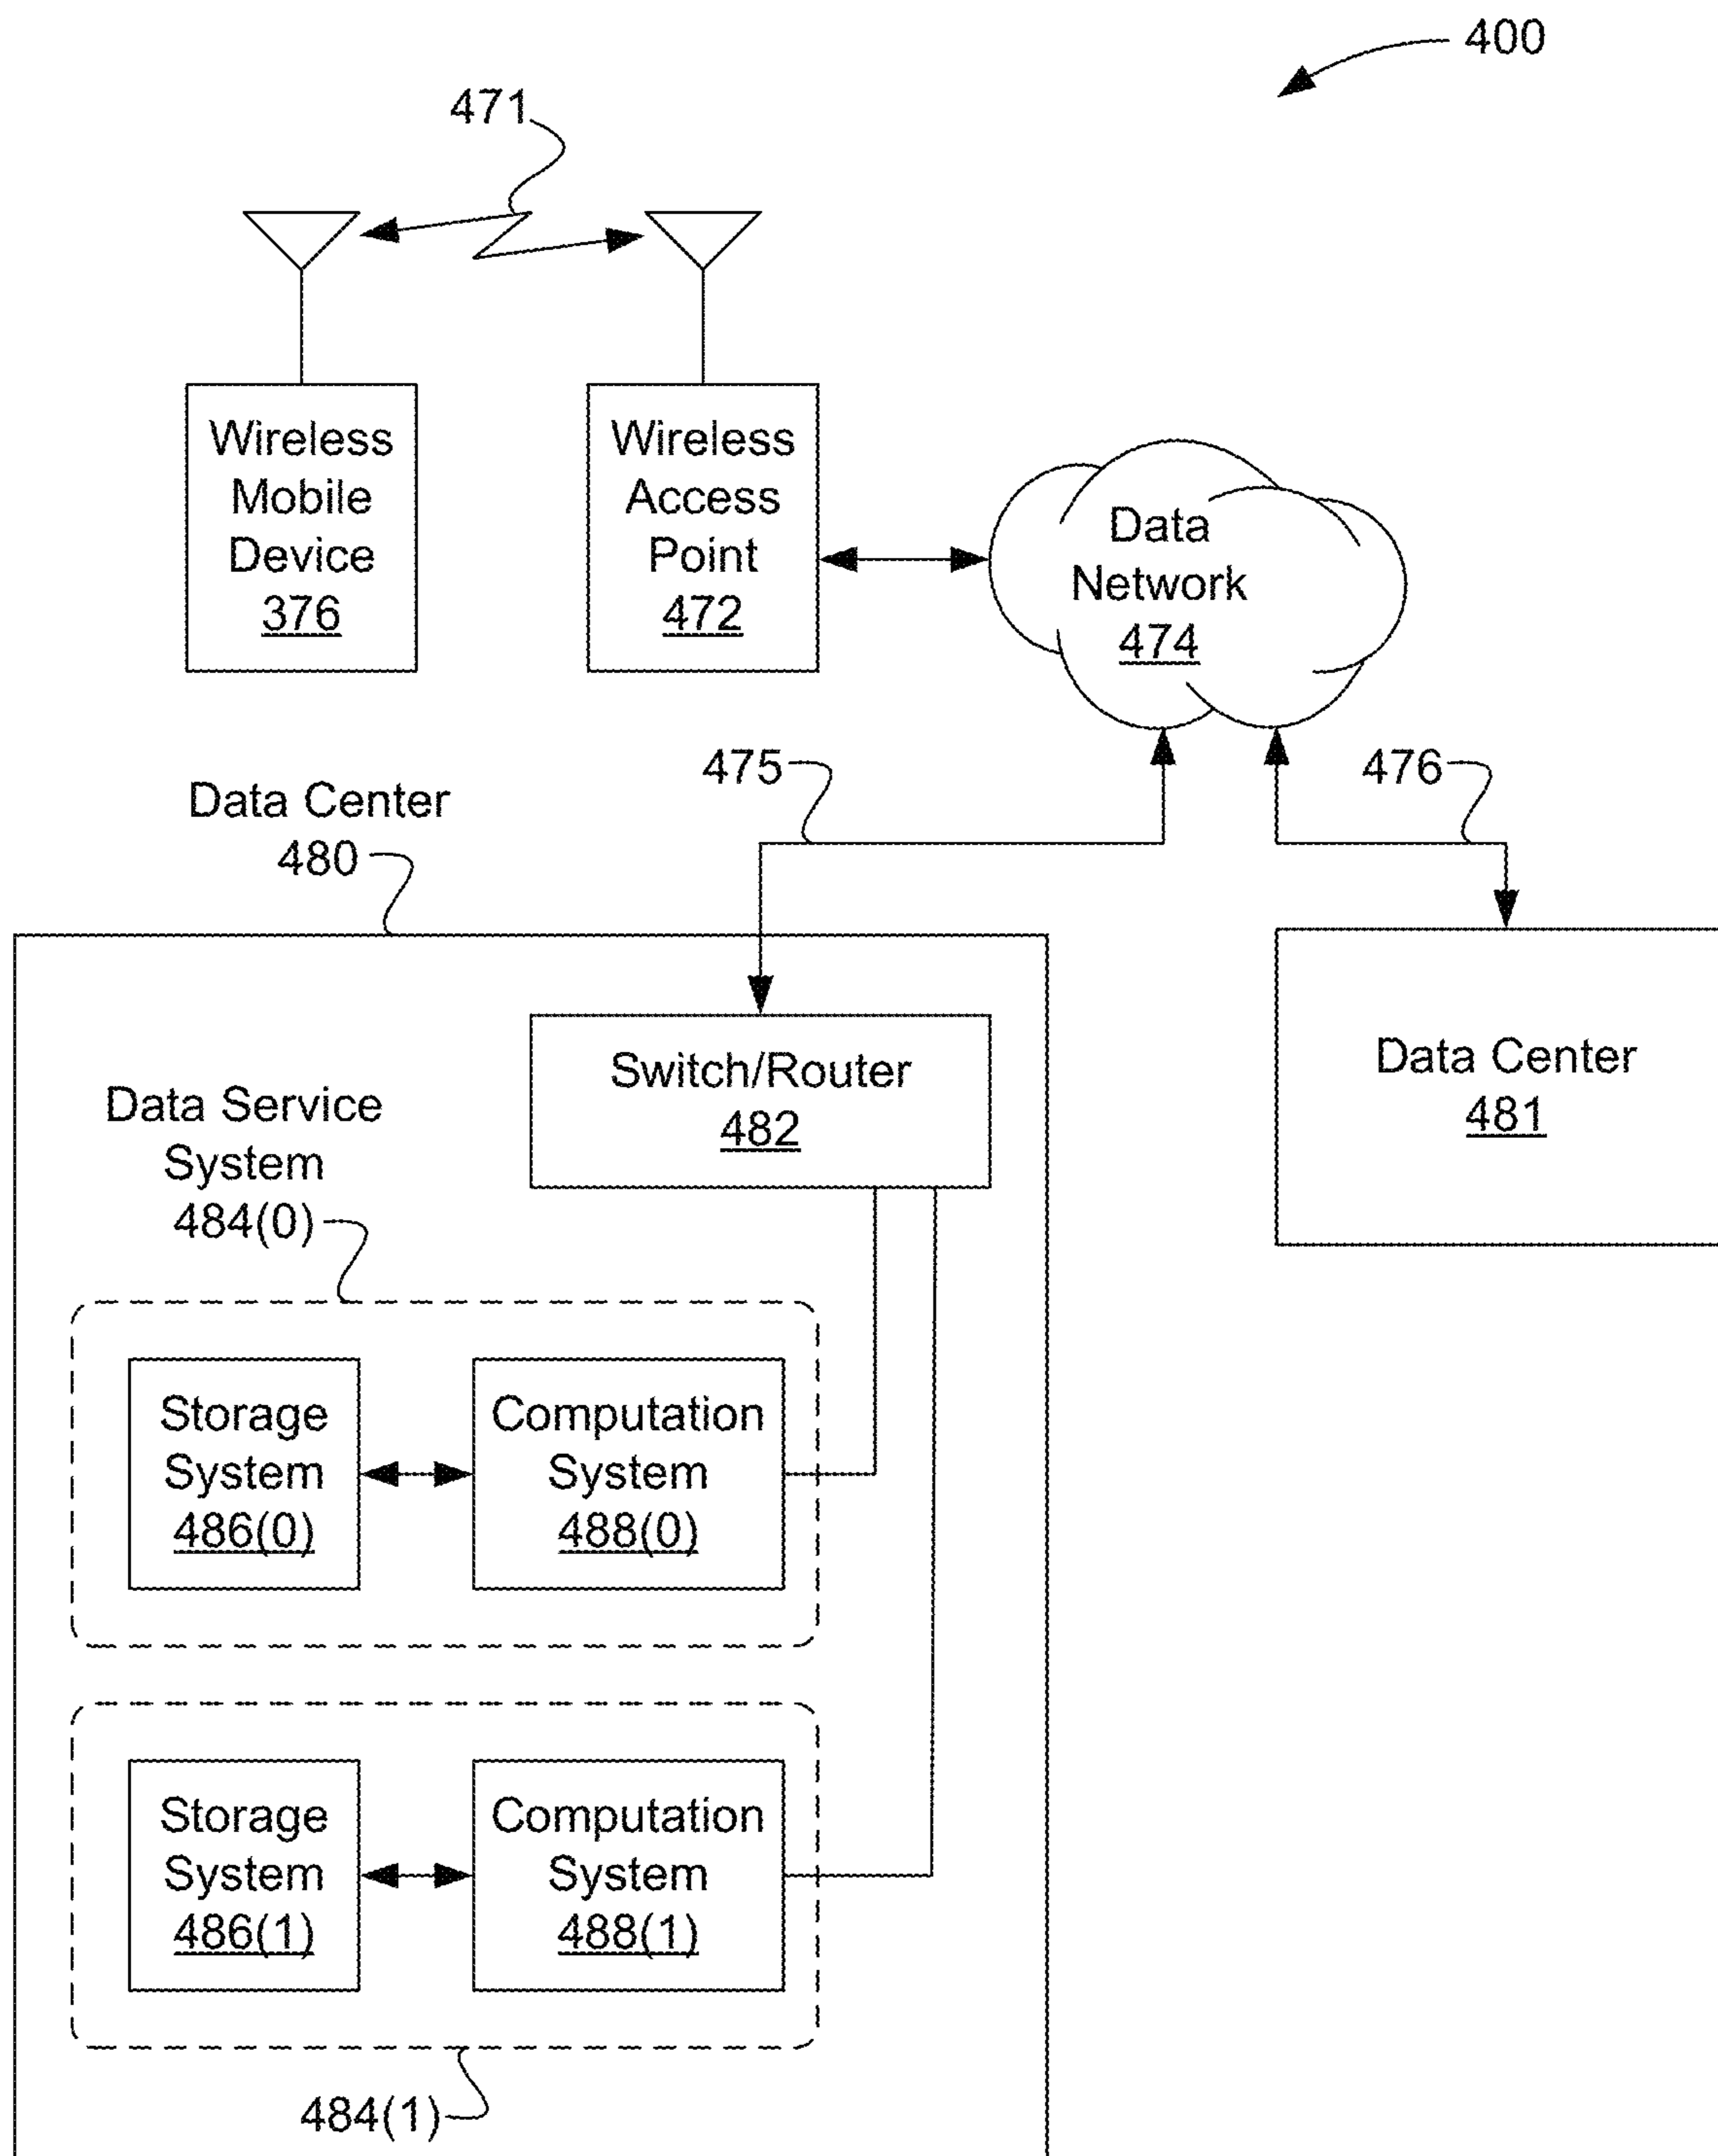 400
471
Wireless
Mobile
Device
376
Wireless
Access
Point
472
Data
Network
474
475
476
Data Center
480
Switch/Router
482
Data Center
481
Data Service
System
484(0)
Storage
System
486(0)
Computation
System
488(0)
Storage
System
486(1)
Computation
System
488(1)
484(1)